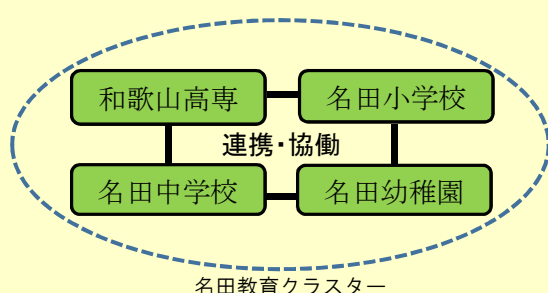 和歌山高専 名田小学校
連携・協働
名田中学校 名田幼稚園
名田教育クラスター